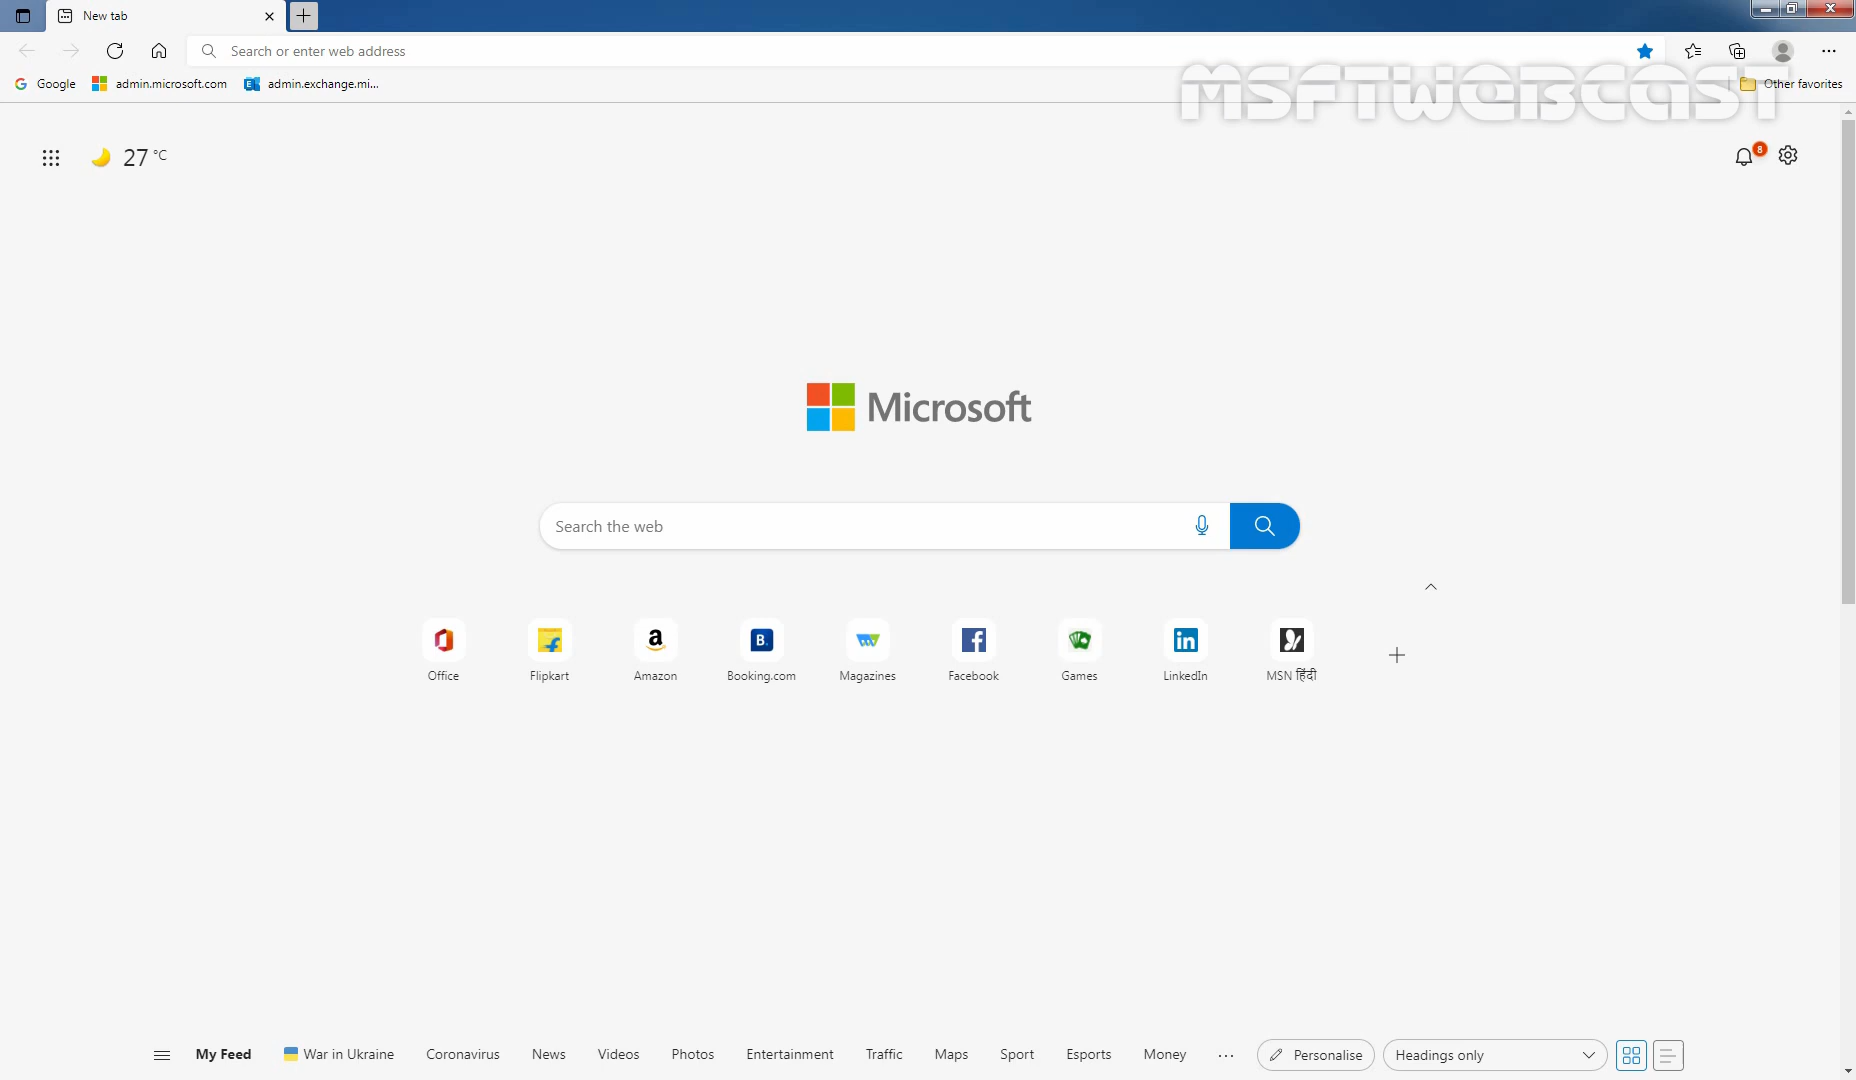 New tab
Search or enter web address
Google admin.microsoft.com admin.exchange.mi... Other favorites
MSFTWEBCAST
27 °C
8
Microsoft
Search the web
Office Flipkart Amazon Booking.com Magazines Facebook Games LinkedIn MSN हिंदी
My Feed War in Ukraine Coronavirus News Videos Photos Entertainment Traffic Maps Sport Esports Money ... Personalise Headings only